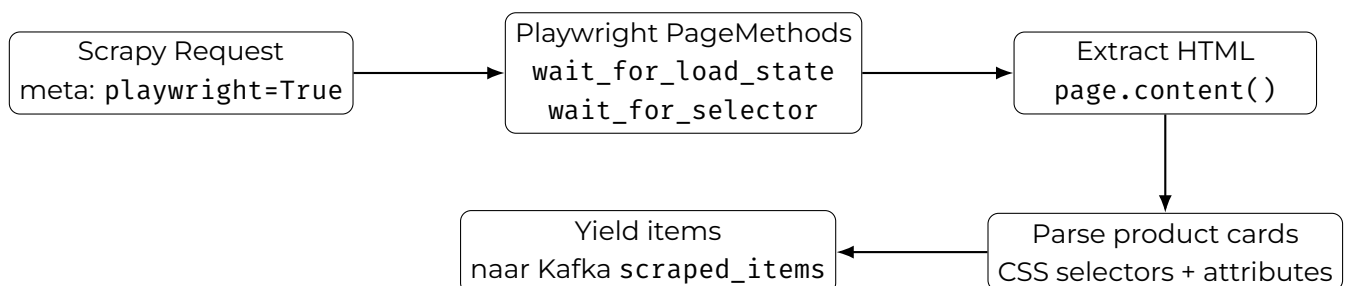 Scrapy Request
meta: playwright=True
Playwright PageMethods
wait_for_load_state
wait_for_selector
Extract HTML
page.content()
Parse product cards
CSS selectors + attributes
Yield items
naar Kafka scraped_items